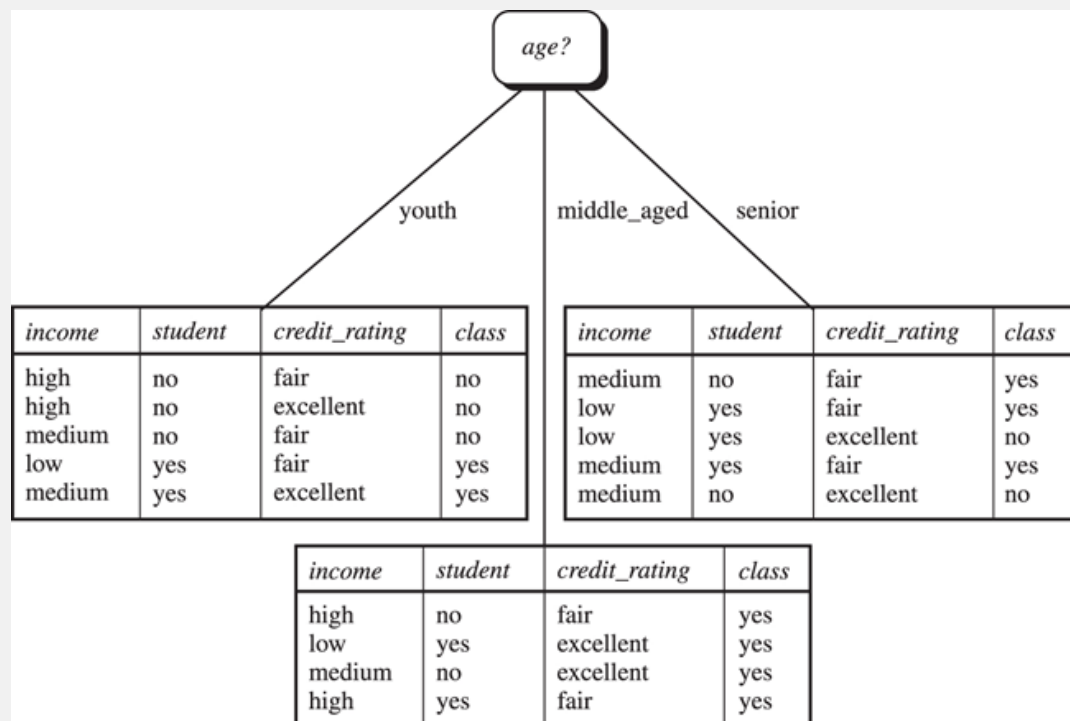 age?
youth
middle_aged
senior
income student credit_rating class
high no fair no
high no excellent no
medium no fair no
low yes fair yes
medium yes excellent yes
income student credit_rating class
medium no fair yes
low yes fair yes
low yes excellent no
medium yes fair yes
medium no excellent no
income student credit_rating class
high no fair yes
low yes excellent yes
medium no excellent yes
high yes fair yes